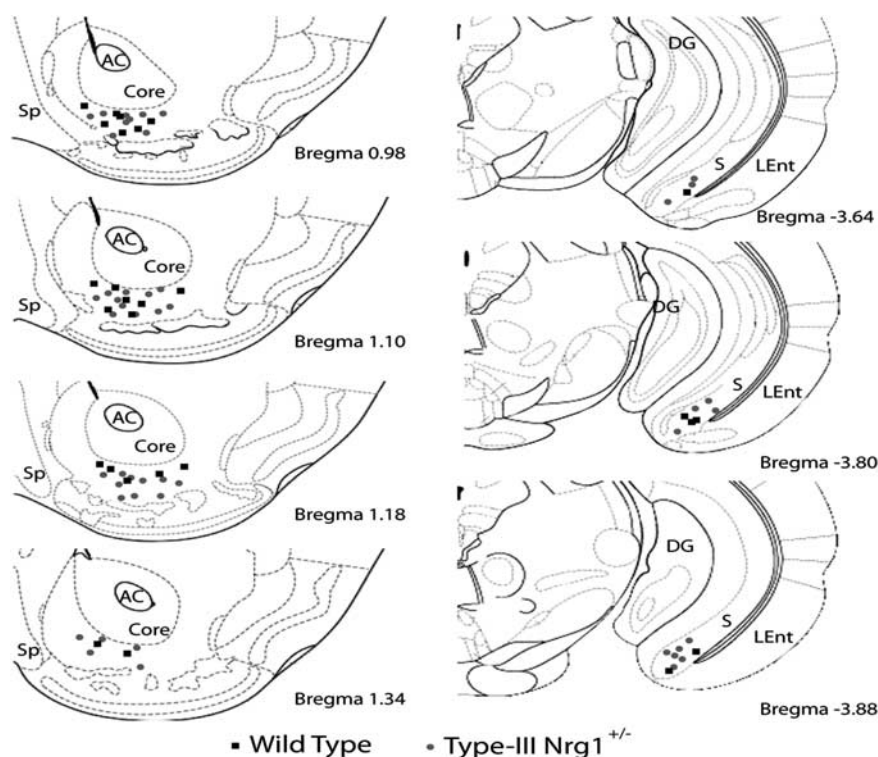 AC
Core
Sp
Bregma 0.98
AC
Core
Sp
Bregma 1.10
AC
Core
Sp
Bregma 1.18
AC
Core
Sp
Bregma 1.34
DG
S
LEnt
Bregma -3.64
DG
S
LEnt
Bregma -3.80
DG
S
LEnt
Bregma -3.88
Wild Type Type-III Nrg1+/-